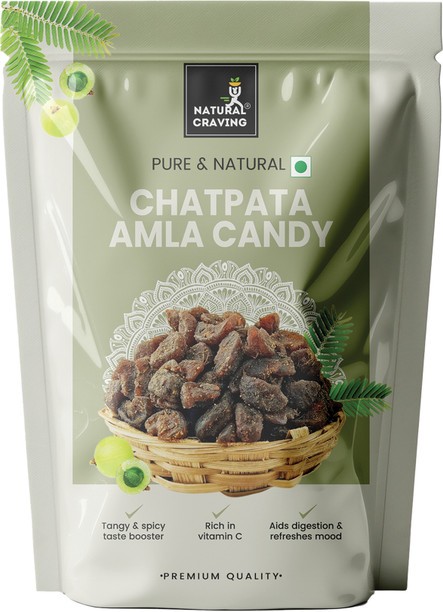 NATURAL®
CRAVING
PURE & NATURAL
CHATPATA
AMLA CANDY
Tangy & spicy
taste booster
Rich in
vitamin C
Aids digestion &
refreshes mood
•PREMIUM QUALITY•